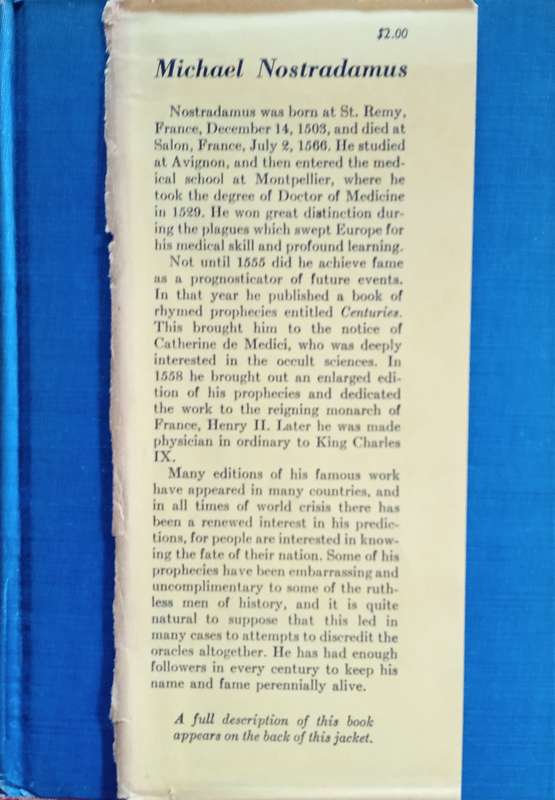 $2.00
Michael Nostradamus
Nostradamus was born at St. Remy,
France, December 14, 1503, and died at
Salon, France, July 2, 1566. He studied
at Avignon, and then entered the med-
ical school at Montpellier, where he
took the degree of Doctor of Medicine
in 1529. He won great distinction dur-
ing the plagues which swept Europe for
his medical skill and profound learning.
Not until 1555 did he achieve fame
as a prognosticator of future events.
In that year he published a book of
rhymed prophecies entitled Centuries.
This brought him to the notice of
Catherine de Medici, who was deeply
interested in the occult sciences. In
1558 he brought out an enlarged edi-
tion of his prophecies and dedicated
the work to the reigning monarch of
France, Henry II. Later he was made
physician in ordinary to King Charles
IX.
Many editions of his famous work
have appeared in many countries, and
in all times of world crisis there has
been a renewed interest in his predic-
tions, for people are interested in know-
ing the fate of their nation. Some of his
prophecies have been embarrassing and
uncomplimentary to some of the ruth-
less men of history, and it is quite
natural to suppose that this led in
many cases to attempts to discredit the
oracles altogether. He has had enough
followers in every century to keep his
name and fame perennially alive.
A full description of this book
appears on the back of this jacket.